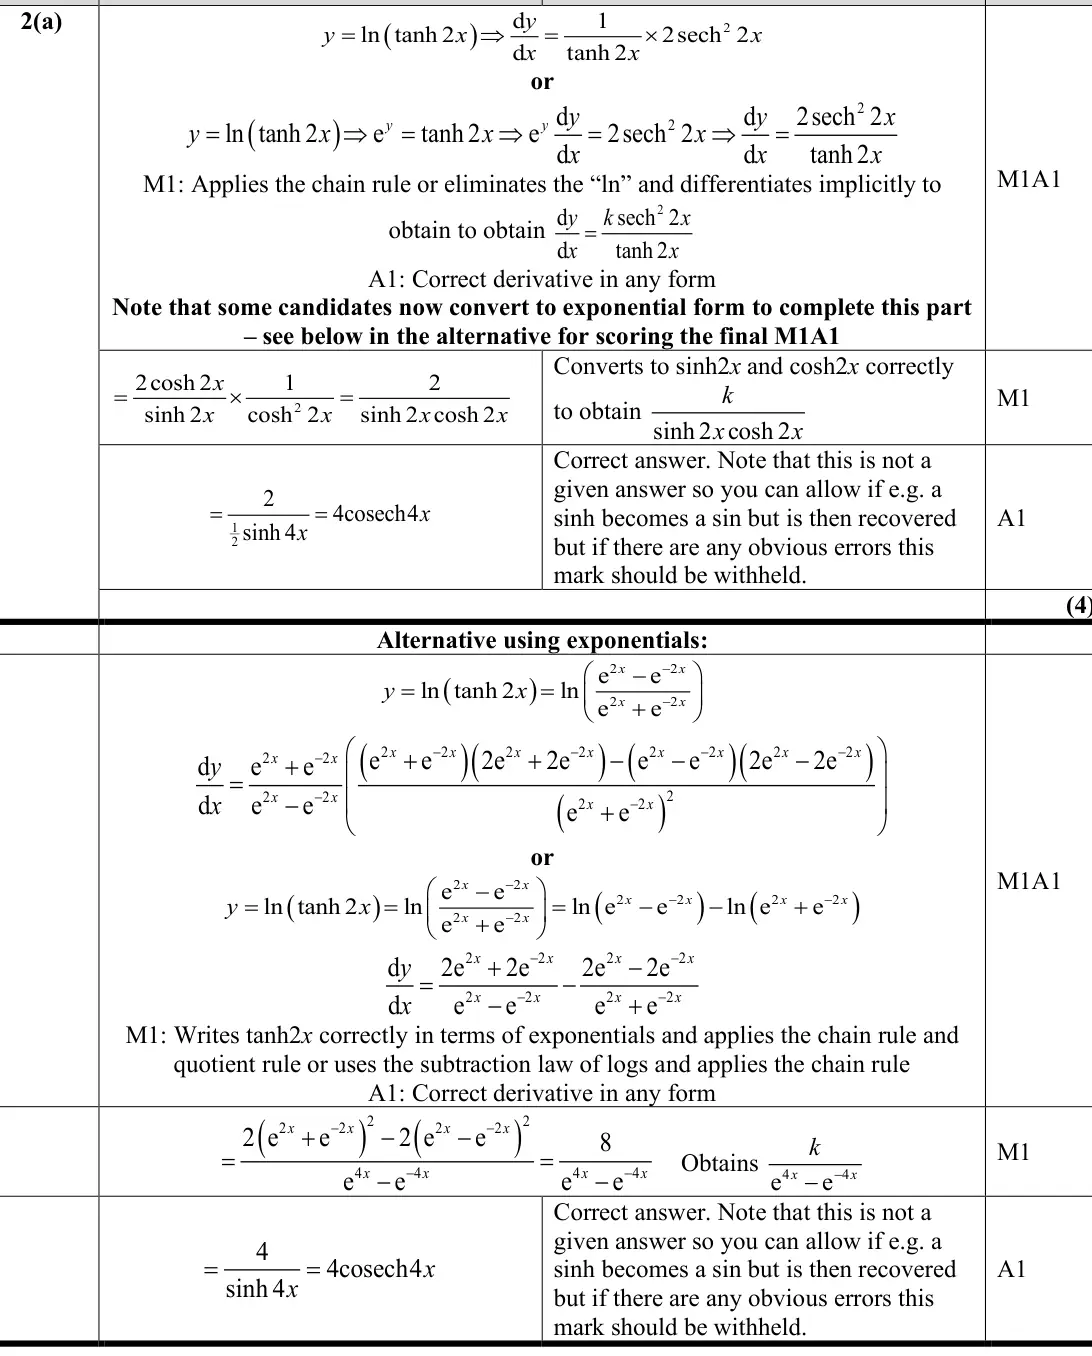 2(a)
y = ln(tanh 2x) ⇒ dy/dx = 1/(tanh 2x) × 2sech² 2x
or
y = ln(tanh 2x) ⇒ e^y = tanh 2x ⇒ e^y dy/dx = 2sech² 2x ⇒ dy/dx = (2sech² 2x)/(tanh 2x)
M1: Applies the chain rule or eliminates the “ln” and differentiates implicitly to
obtain to obtain dy/dx = (k sech² 2x)/(tanh 2x)
A1: Correct derivative in any form
Note that some candidates now convert to exponential form to complete this part
– see below in the alternative for scoring the final M1A1
M1A1
= (2cosh 2x)/(sinh 2x) × 1/(cosh² 2x) = 2/(sinh 2x cosh 2x)
Converts to sinh2x and cosh2x correctly
to obtain k/(sinh 2x cosh 2x)
M1
= 2/(½ sinh 4x) = 4cosech4x
Correct answer. Note that this is not a
given answer so you can allow if e.g. a
sinh becomes a sin but is then recovered
but if there are any obvious errors this
mark should be withheld.
A1
(4)
Alternative using exponentials:
y = ln(tanh 2x) = ln((e^(2x) − e^(−2x))/(e^(2x) + e^(−2x)))
dy/dx = (e^(2x) + e^(−2x))/(e^(2x) − e^(−2x)) (((e^(2x) + e^(−2x))(2e^(2x) + 2e^(−2x)) − (e^(2x) − e^(−2x))(2e^(2x) − 2e^(−2x)))/(e^(2x) + e^(−2x))²)
or
y = ln(tanh 2x) = ln((e^(2x) − e^(−2x))/(e^(2x) + e^(−2x))) = ln(e^(2x) − e^(−2x)) − ln(e^(2x) + e^(−2x))
dy/dx = (2e^(2x) + 2e^(−2x))/(e^(2x) − e^(−2x)) − (2e^(2x) − 2e^(−2x))/(e^(2x) + e^(−2x))
M1: Writes tanh2x correctly in terms of exponentials and applies the chain rule and
quotient rule or uses the subtraction law of logs and applies the chain rule
A1: Correct derivative in any form
M1A1
= (2(e^(2x) + e^(−2x))² − 2(e^(2x) − e^(−2x))²)/(e^(4x) − e^(−4x)) = 8/(e^(4x) − e^(−4x)) Obtains k/(e^(4x) − e^(−4x))
M1
= 4/(sinh 4x) = 4cosech4x
Correct answer. Note that this is not a
given answer so you can allow if e.g. a
sinh becomes a sin but is then recovered
but if there are any obvious errors this
mark should be withheld.
A1